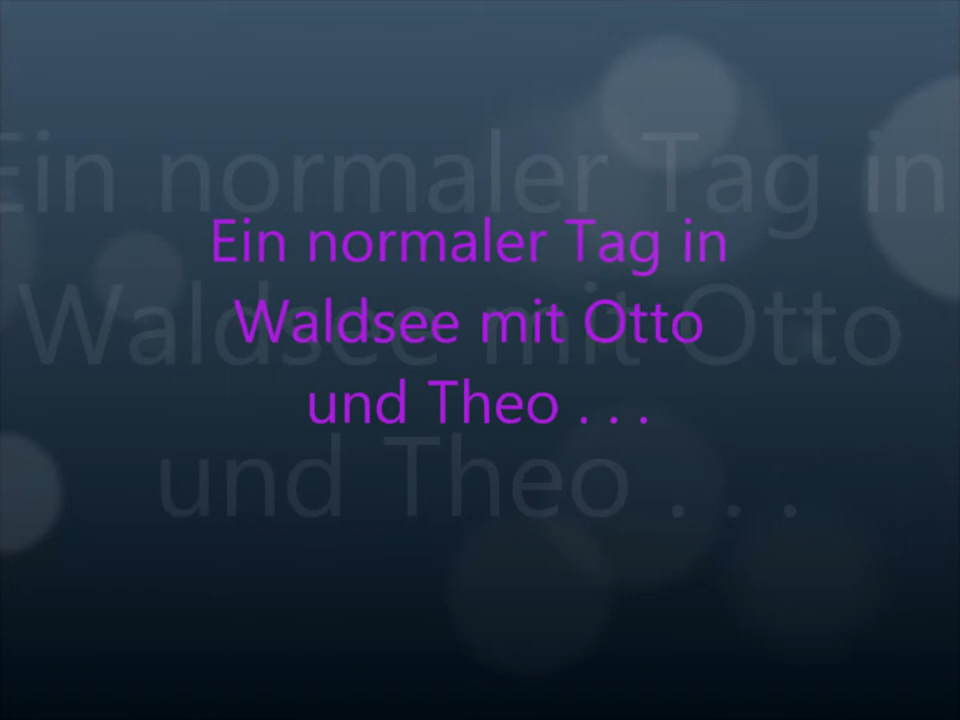 Ein normaler Tag in
Waldsee mit Otto
und Theo . . .